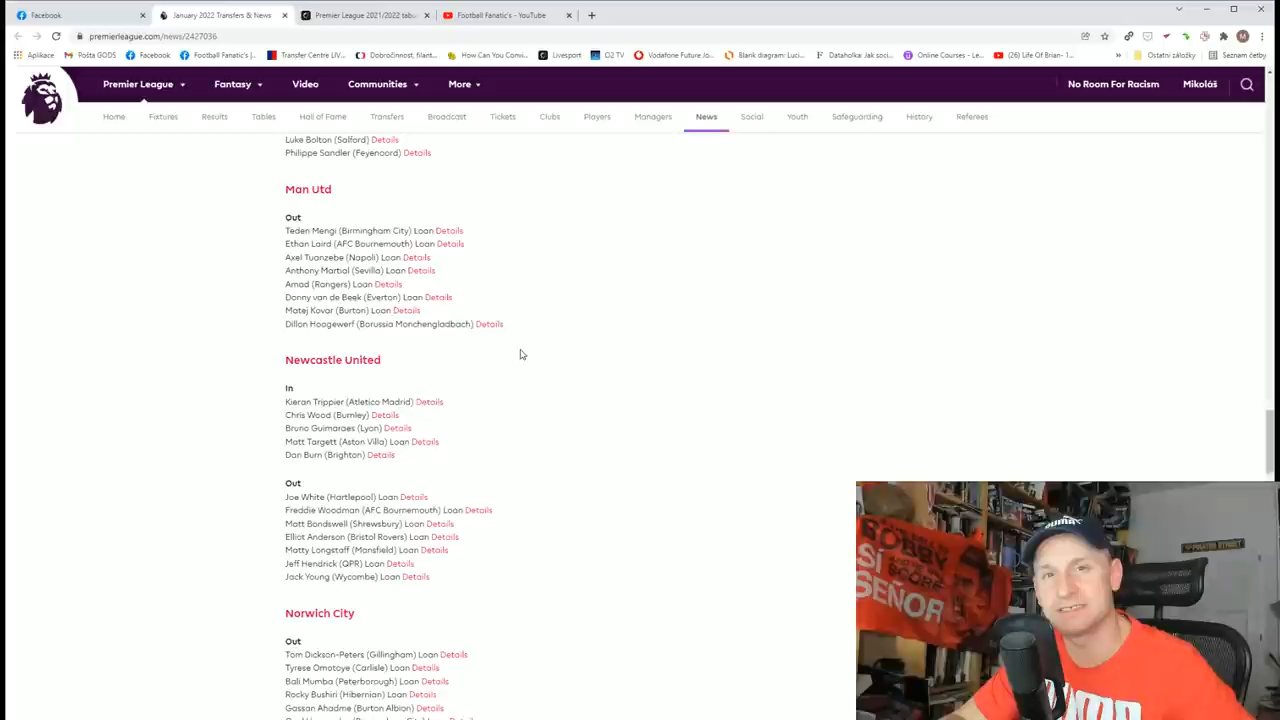 Facebook
January 2022 Transfers & News
Premier League 2021/2022 tabu
Football Fanatic's - YouTube
premierleague.com/news/2427036
Aplikace
Pošta GODS
Facebook
Football Fanatic's |...
Transfer Centre LIV...
Dobročinnost, filant...
How Can You Convi...
Livesport
O2 TV
Vodafone Future Jo...
Blank diagram: Luci...
Dataholka: Jak soci...
Online Courses - Le...
(26) Life Of Brian- 1...
»
Ostatní záložky
Seznam četby
Premier League
Fantasy
Video
Communities
More
No Room For Racism
Mikoláš
Home
Fixtures
Results
Tables
Hall of Fame
Transfers
Broadcast
Tickets
Clubs
Players
Managers
News
Social
Youth
Safeguarding
History
Referees
Luke Bolton (Salford) Details
Philippe Sandler (Feyenoord) Details
Man Utd
Out
Teden Mengi (Birmingham City) Loan Details
Ethan Laird (AFC Bournemouth) Loan Details
Axel Tuanzebe (Napoli) Loan Details
Anthony Martial (Sevilla) Loan Details
Amad (Rangers) Loan Details
Donny van de Beek (Everton) Loan Details
Matej Kovar (Burton) Loan Details
Dillon Hoogewerf (Borussia Monchengladbach) Details
Newcastle United
In
Kieran Trippier (Atletico Madrid) Details
Chris Wood (Burnley) Details
Bruno Guimaraes (Lyon) Details
Matt Targett (Aston Villa) Loan Details
Dan Burn (Brighton) Details
Out
Joe White (Hartlepool) Loan Details
Freddie Woodman (AFC Bournemouth) Loan Details
Matt Bondswell (Shrewsbury) Loan Details
Elliot Anderson (Bristol Rovers) Loan Details
Matty Longstaff (Mansfield) Loan Details
Jeff Hendrick (QPR) Loan Details
Jack Young (Wycombe) Loan Details
Norwich City
Out
Tom Dickson-Peters (Gillingham) Loan Details
Tyrese Omotoye (Carlisle) Loan Details
Bali Mumba (Peterborough) Loan Details
Rocky Bushiri (Hibernian) Loan Details
Gassan Ahadme (Burton Albion) Details
BOBBY
SÍ
SEÑOR